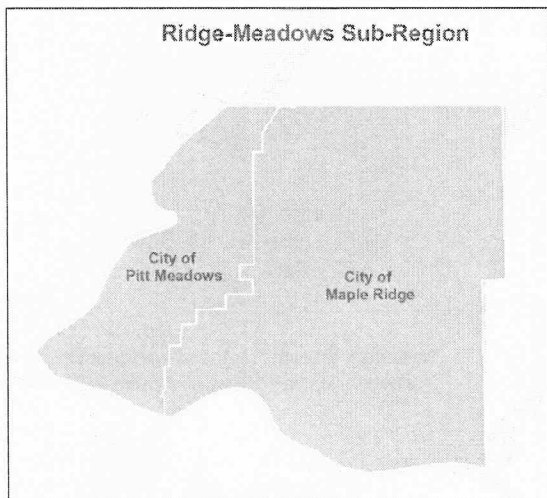 Ridge-Meadows Sub-Region
City of
Pitt Meadows
City of
Maple Ridge